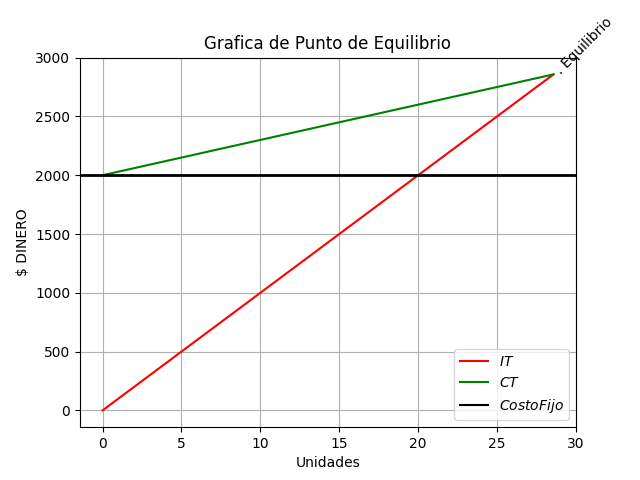 Grafica de Punto de Equilibrio
. Equilibrio
$ DINERO
3000
2500
2000
1500
1000
500
0
0 5 10 15 20 25 30
Unidades
IT
CT
CostoFijo